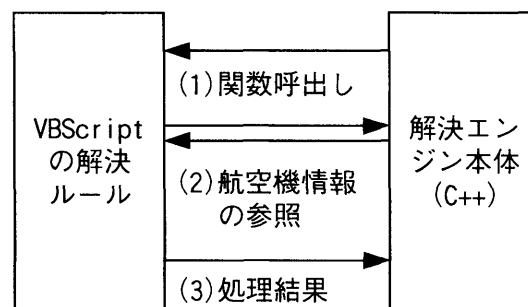 VBScript
の解決
ルール
(1)関数呼出し
(2)航空機情報
の参照
(3)処理結果
解決エン
ジン本体
(C++)